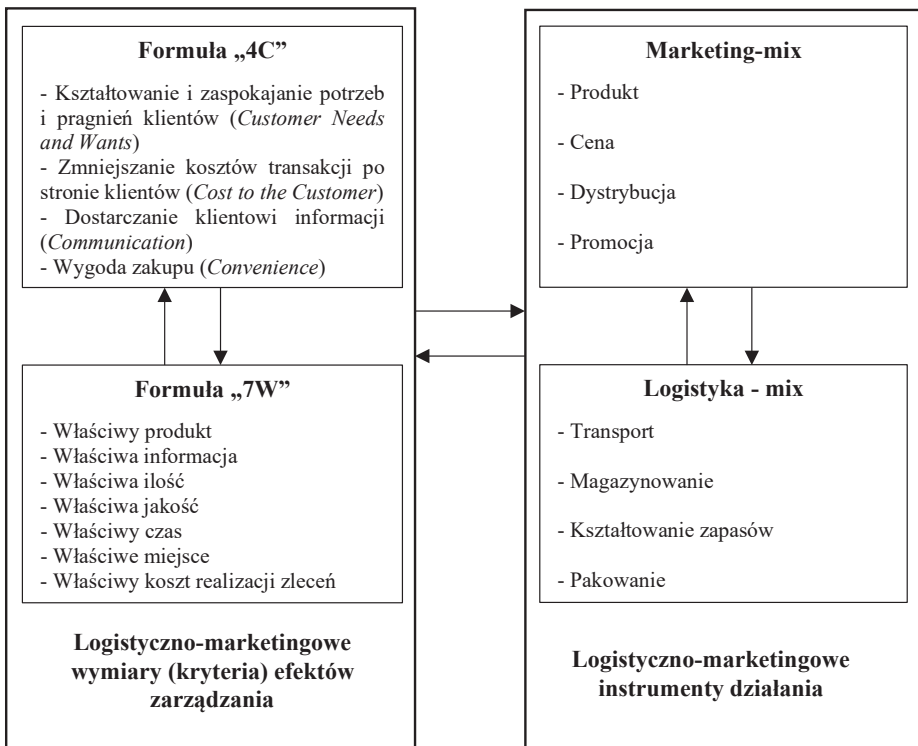 Formuła „4C”
- Kształtowanie i zaspokajanie potrzeb
i pragnień klientów (Customer Needs
and Wants)
- Zmniejszanie kosztów transakcji po
stronie klientów (Cost to the Customer)
- Dostarczanie klientowi informacji
(Communication)
- Wygoda zakupu (Convenience)
Formuła „7W”
- Właściwy produkt
- Właściwa informacja
- Właściwa ilość
- Właściwa jakość
- Właściwy czas
- Właściwe miejsce
- Właściwy koszt realizacji zleceń
Logistyczno-marketingowe
wymiary (kryteria) efektów
zarządzania
Marketing-mix
- Produkt
- Cena
- Dystrybucja
- Promocja
Logistyka - mix
- Transport
- Magazynowanie
- Kształtowanie zapasów
- Pakowanie
Logistyczno-marketingowe
instrumenty działania